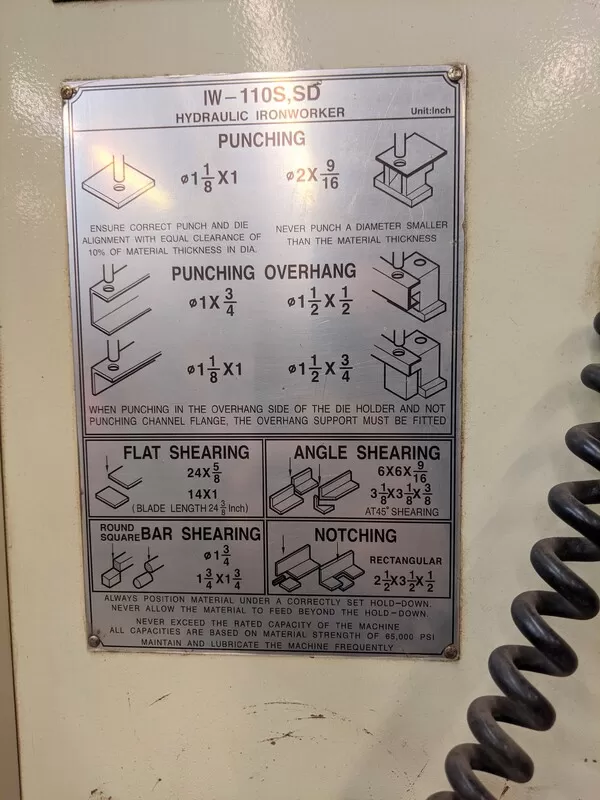 IW-110S,SD
HYDRAULIC IRONWORKER
Unit:Inch
PUNCHING
ø1 1/8 X1
ø2X 9/16
ENSURE CORRECT PUNCH AND DIE
ALIGNMENT WITH EQUAL CLEARANCE OF
10% OF MATERIAL THICKNESS IN DIA.
NEVER PUNCH A DIAMETER SMALLER
THAN THE MATERIAL THICKNESS
PUNCHING OVERHANG
ø1X 3/4
ø1 1/2 X 1/2
ø1 1/8 X1
ø1 1/2 X 3/4
WHEN PUNCHING IN THE OVERHANG SIDE OF THE DIE HOLDER AND NOT
PUNCHING CHANNEL FLANGE, THE OVERHANG SUPPORT MUST BE FITTED
FLAT SHEARING
24X 5/8
14X1
(BLADE LENGTH 24 3/8 Inch)
ANGLE SHEARING
6X6X 9/16
3 1/8 X3 1/8 X 3/8
AT45° SHEARING
ROUND
SQUARE BAR SHEARING
ø1 3/4
1 3/4 X1 3/4
NOTCHING
RECTANGULAR
2 1/2 X3 1/2 X 1/2
ALWAYS POSITION MATERIAL UNDER A CORRECTLY SET HOLD-DOWN.
NEVER ALLOW THE MATERIAL TO FEED BEYOND THE HOLD-DOWN.
NEVER EXCEED THE RATED CAPACITY OF THE MACHINE
ALL CAPACITIES ARE BASED ON MATERIAL STRENGTH OF 65,000 PSI
MAINTAIN AND LUBRICATE THE MACHINE FREQUENTLY